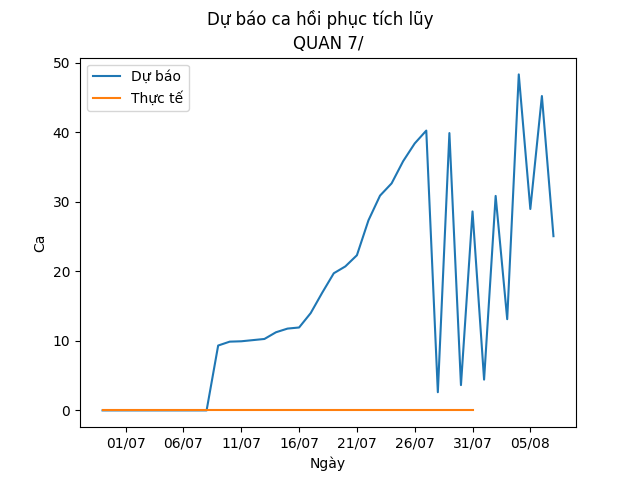 Dự báo ca hồi phục tích lũy
QUAN 7/
Dự báo
Thực tế
50
40
30
20
10
0
Ca
01/07
06/07
11/07
16/07
21/07
26/07
31/07
05/08
Ngày